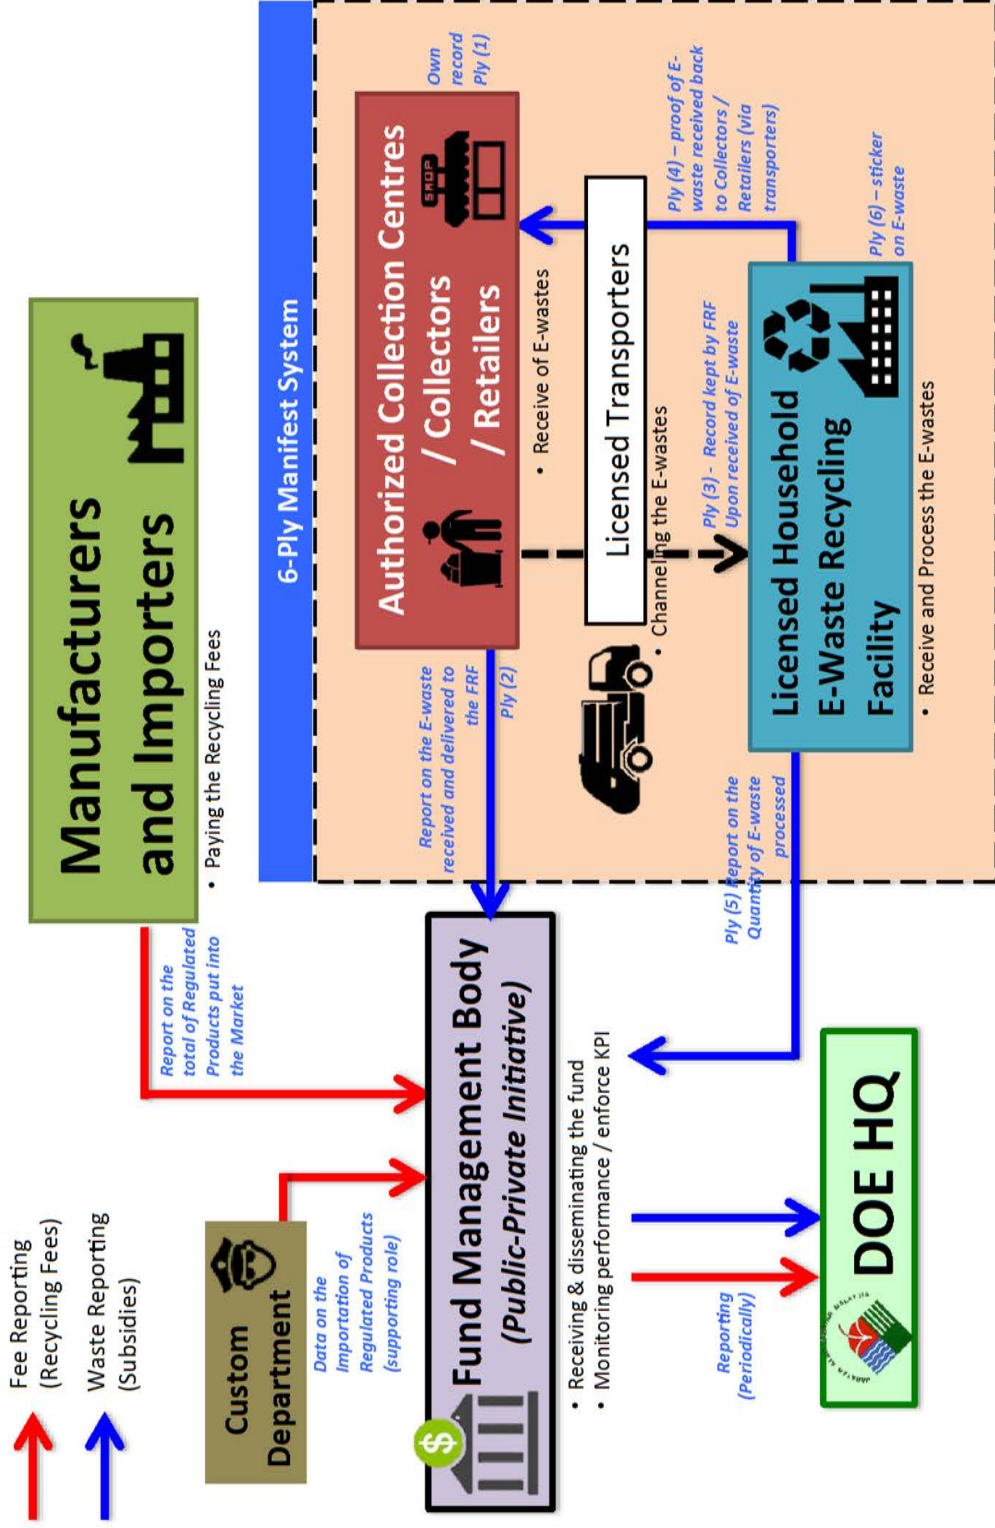 Fee Reporting
(Recycling Fees)
Waste Reporting
(Subsidies)
Manufacturers
and Importers
• Paying the Recycling Fees
Report on the
total of Regulated
Products put into
the Market
Custom
Department
Data on the
Importation of
Regulated Products
(supporting role)
6-Ply Manifest System
Authorized Collection Centres
/ Collectors
/ Retailers
SHOP
Own
record
Ply (1)
• Receive of E-wastes
Report on the E-waste
received and delivered to
the FRF
Ply (2)
$
Fund Management Body
(Public-Private Initiative)
• Receiving & disseminating the fund
• Monitoring performance / enforce KPI
Licensed Transporters
• Channeling the E-wastes
Ply (4) – proof of E-
waste received back
to Collectors /
Retailers (via
transporters)
Ply (3) - Record kept by FRF
Upon received of E-waste
Ply (5) Report on the
Quantity of E-waste
processed
Licensed Household
E-Waste Recycling
Facility
Ply (6) – sticker
on E-waste
• Receive and Process the E-wastes
Reporting
(Periodically)
DOE HQ